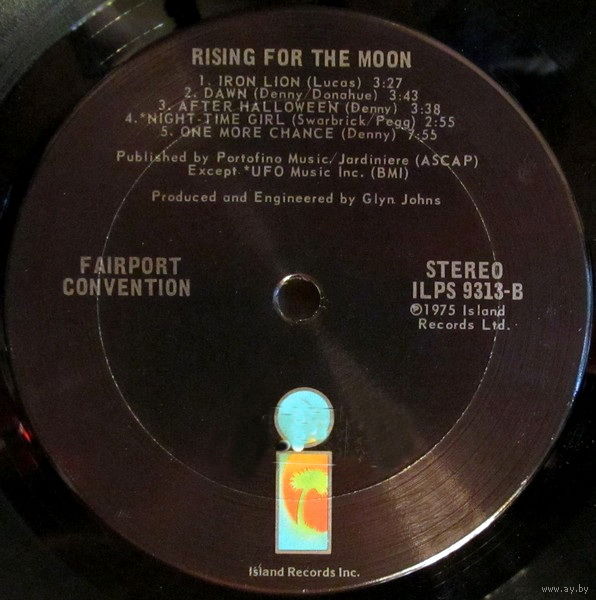 RISING FOR THE MOON
1. IRON LION (Lucas) 3:27
2. DAWN (Denny/Donahue) 3:43
3. AFTER HALLOWEEN (Denny) 3:38
4.*NIGHT-TIME GIRL (Swarbrick/Pegg) 2:55
5. ONE MORE CHANCE (Denny) 7:55
Published by Portofino Music/Jardiniere (ASCAP)
Except *UFO Music Inc. (BMI)
Produced and Engineered by Glyn Johns
FAIRPORT
CONVENTION
STEREO
ILPS 9313-B
℗1975 Island
Records Ltd.
i
Island Records Inc.
www.ay.by